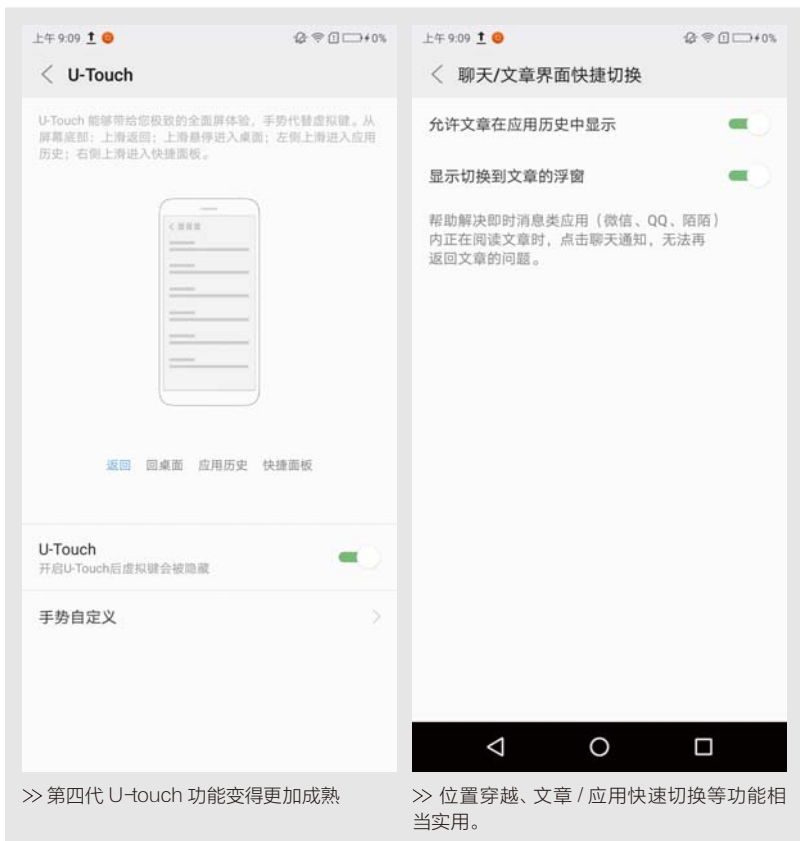 上午 9:09
0%
U-Touch
U-Touch 能够带给您极致的全面屏体验，手势代替虚拟键。从
屏幕底部：上滑返回；上滑悬停进入桌面；左侧上滑进入应用
历史；右侧上滑进入快捷面板。
返回 回桌面 应用历史 快捷面板
U-Touch
开启U-Touch后虚拟键会被隐藏
手势自定义
>> 第四代 U-touch 功能变得更加成熟
上午 9:09
0%
聊天/文章界面快捷切换
允许文章在应用历史中显示
显示切换到文章的浮窗
帮助解决即时消息类应用（微信、QQ、陌陌）
内正在阅读文章时，点击聊天通知，无法再
返回文章的问题。
>> 位置穿越、文章 / 应用快速切换等功能相
当实用。